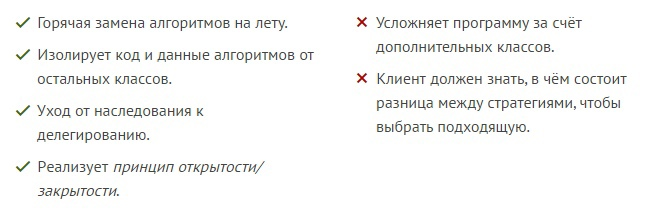 Горячая замена алгоритмов на лету.
Изолирует код и данные алгоритмов от
остальных классов.
Уход от наследования к
делегированию.
Реализует принцип открытости/
закрытости.
Усложняет программу за счёт
дополнительных классов.
Клиент должен знать, в чём состоит
разница между стратегиями, чтобы
выбрать подходящую.